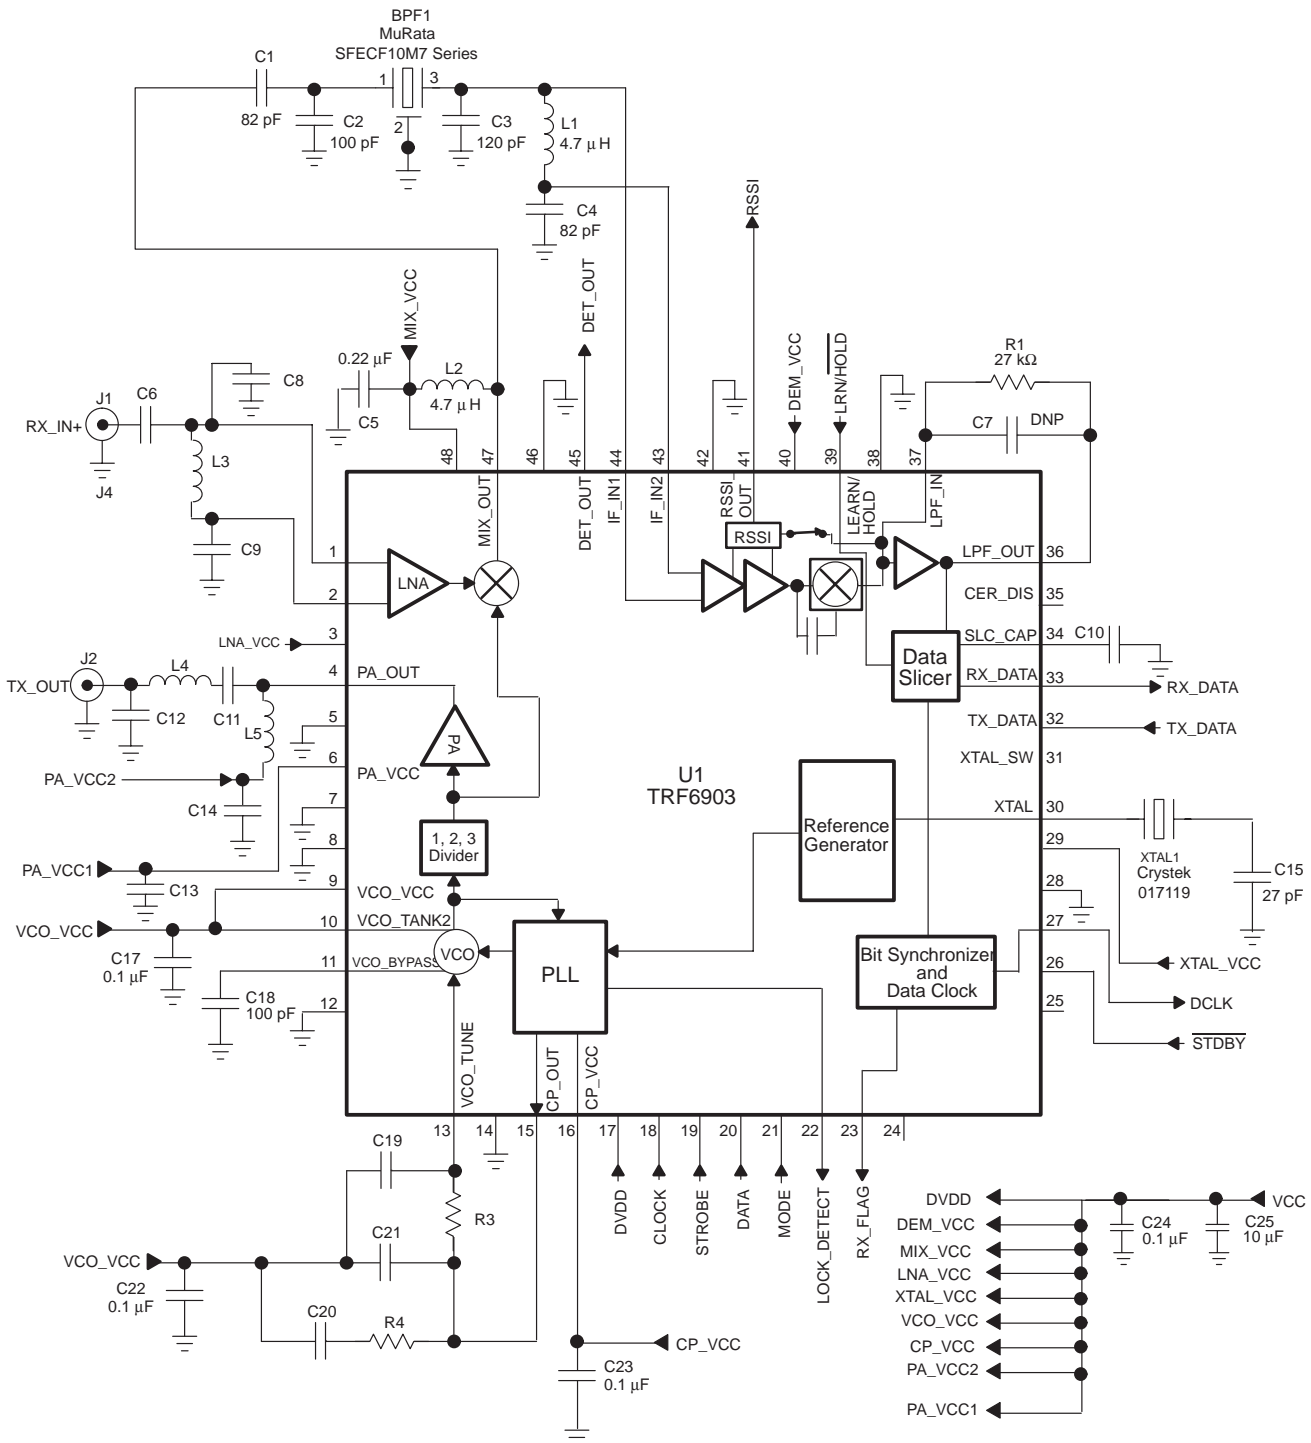 BPF1
MuRata
SFECF10M7 Series
C1
82 pF
1
3
2
C2
100 pF
C3
120 pF
L1
4.7 μH
C4
82 pF
RSSI
DET_OUT
MIX_VCC
0.22 μF
C5
L2
4.7 μH
DEM_VCC
LRN/HOLD
R1
27 kΩ
C7
DNP
J1
RX_IN+
J4
C6
C8
L3
C9
48
47
46
45
44
43
42
41
40
39
38
37
MIX_OUT
DET_OUT
IF_IN1
IF_IN2
RSSI_
OUT
LEARN/
HOLD
LPF_IN
RSSI
1
LNA
2
LPF_OUT
36
CER_DIS
35
LNA_VCC
3
SLC_CAP
34
C10
Data
Slicer
J2
TX_OUT
L4
C12
C11
L5
4
PA_OUT
RX_DATA
33
RX_DATA
5
PA
TX_DATA
32
TX_DATA
PA_VCC2
6
PA_VCC
XTAL_SW
31
U1
TRF6903
C14
7
Reference
Generator
XTAL
30
8
1, 2, 3
Divider
29
XTAL1
Crystek
017119
C15
27 pF
PA_VCC1
C13
9
VCO_VCC
28
VCO_VCC
10
VCO_TANK2
27
C17
0.1 μF
11
VCO_BYPASS
VCO
PLL
Bit Synchronizer
and
Data Clock
26
XTAL_VCC
C18
100 pF
12
25
DCLK
STDBY
VCO_TUNE
CP_OUT
CP_VCC
13
14
15
16
17
18
19
20
21
22
23
24
DVDD
CLOCK
STROBE
DATA
MODE
LOCK_DETECT
RX_FLAG
C19
R3
VCO_VCC
C21
C22
0.1 μF
C20
R4
CP_VCC
C23
0.1 μF
DVDD
DEM_VCC
MIX_VCC
LNA_VCC
XTAL_VCC
VCO_VCC
CP_VCC
PA_VCC2
PA_VCC1
C24
0.1 μF
C25
10 μF
VCC